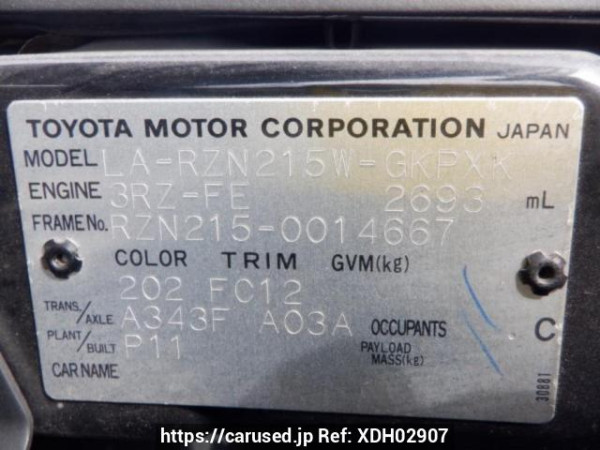 TOYOTA MOTOR CORPORATION JAPAN
MODEL LA-RZN215W-GKPXK
ENGINE 3RZ-FE 2693 mL
FRAME No. RZN215-0014667
COLOR TRIM GVM(kg)
202 FC12
TRANS./AXLE A343F A03A OCCUPANTS C
PLANT/BUILT P11 PAYLOAD MASS(kg)
CAR NAME
30881
https://carused.jp Ref: XDH02907